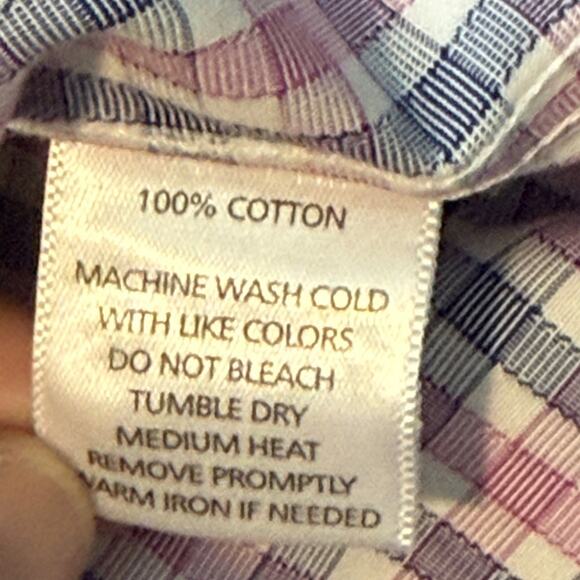 100% COTTON
MACHINE WASH COLD
WITH LIKE COLORS
DO NOT BLEACH
TUMBLE DRY
MEDIUM HEAT
REMOVE PROMPTLY
WARM IRON IF NEEDED